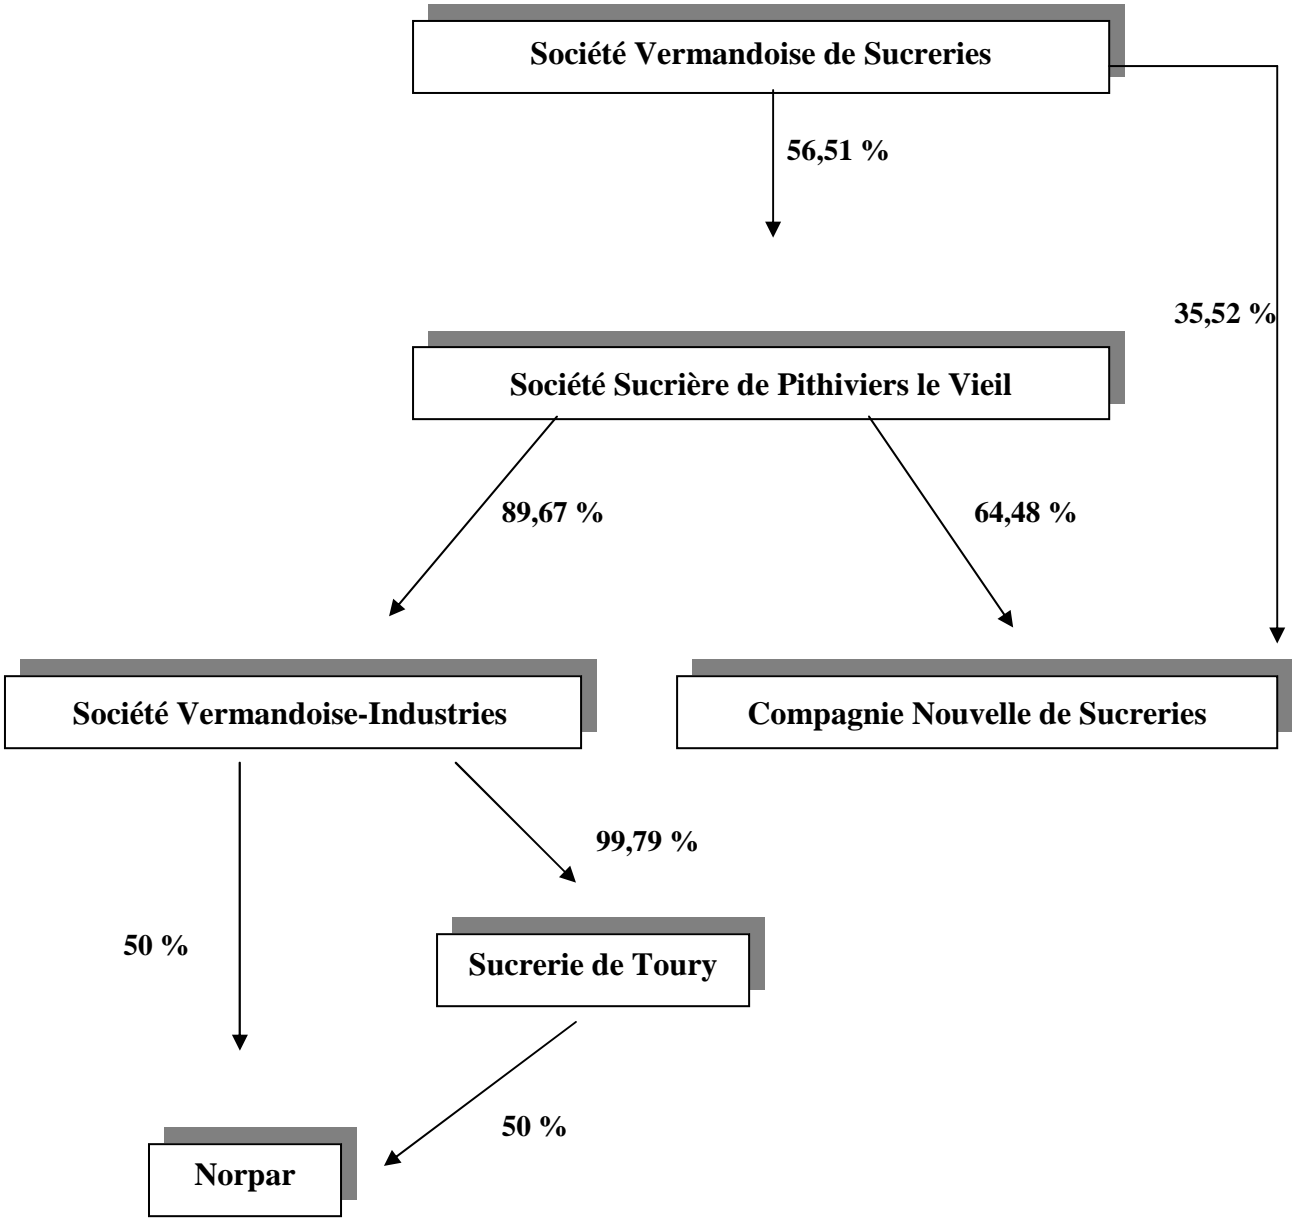 Société Vermandoise de Sucreries
56,51 %
35,52 %
Société Sucrière de Pithiviers le Vieil
89,67 %
64,48 %
Société Vermandoise-Industries
Compagnie Nouvelle de Sucreries
99,79 %
50 %
Sucrerie de Toury
50 %
Norpar